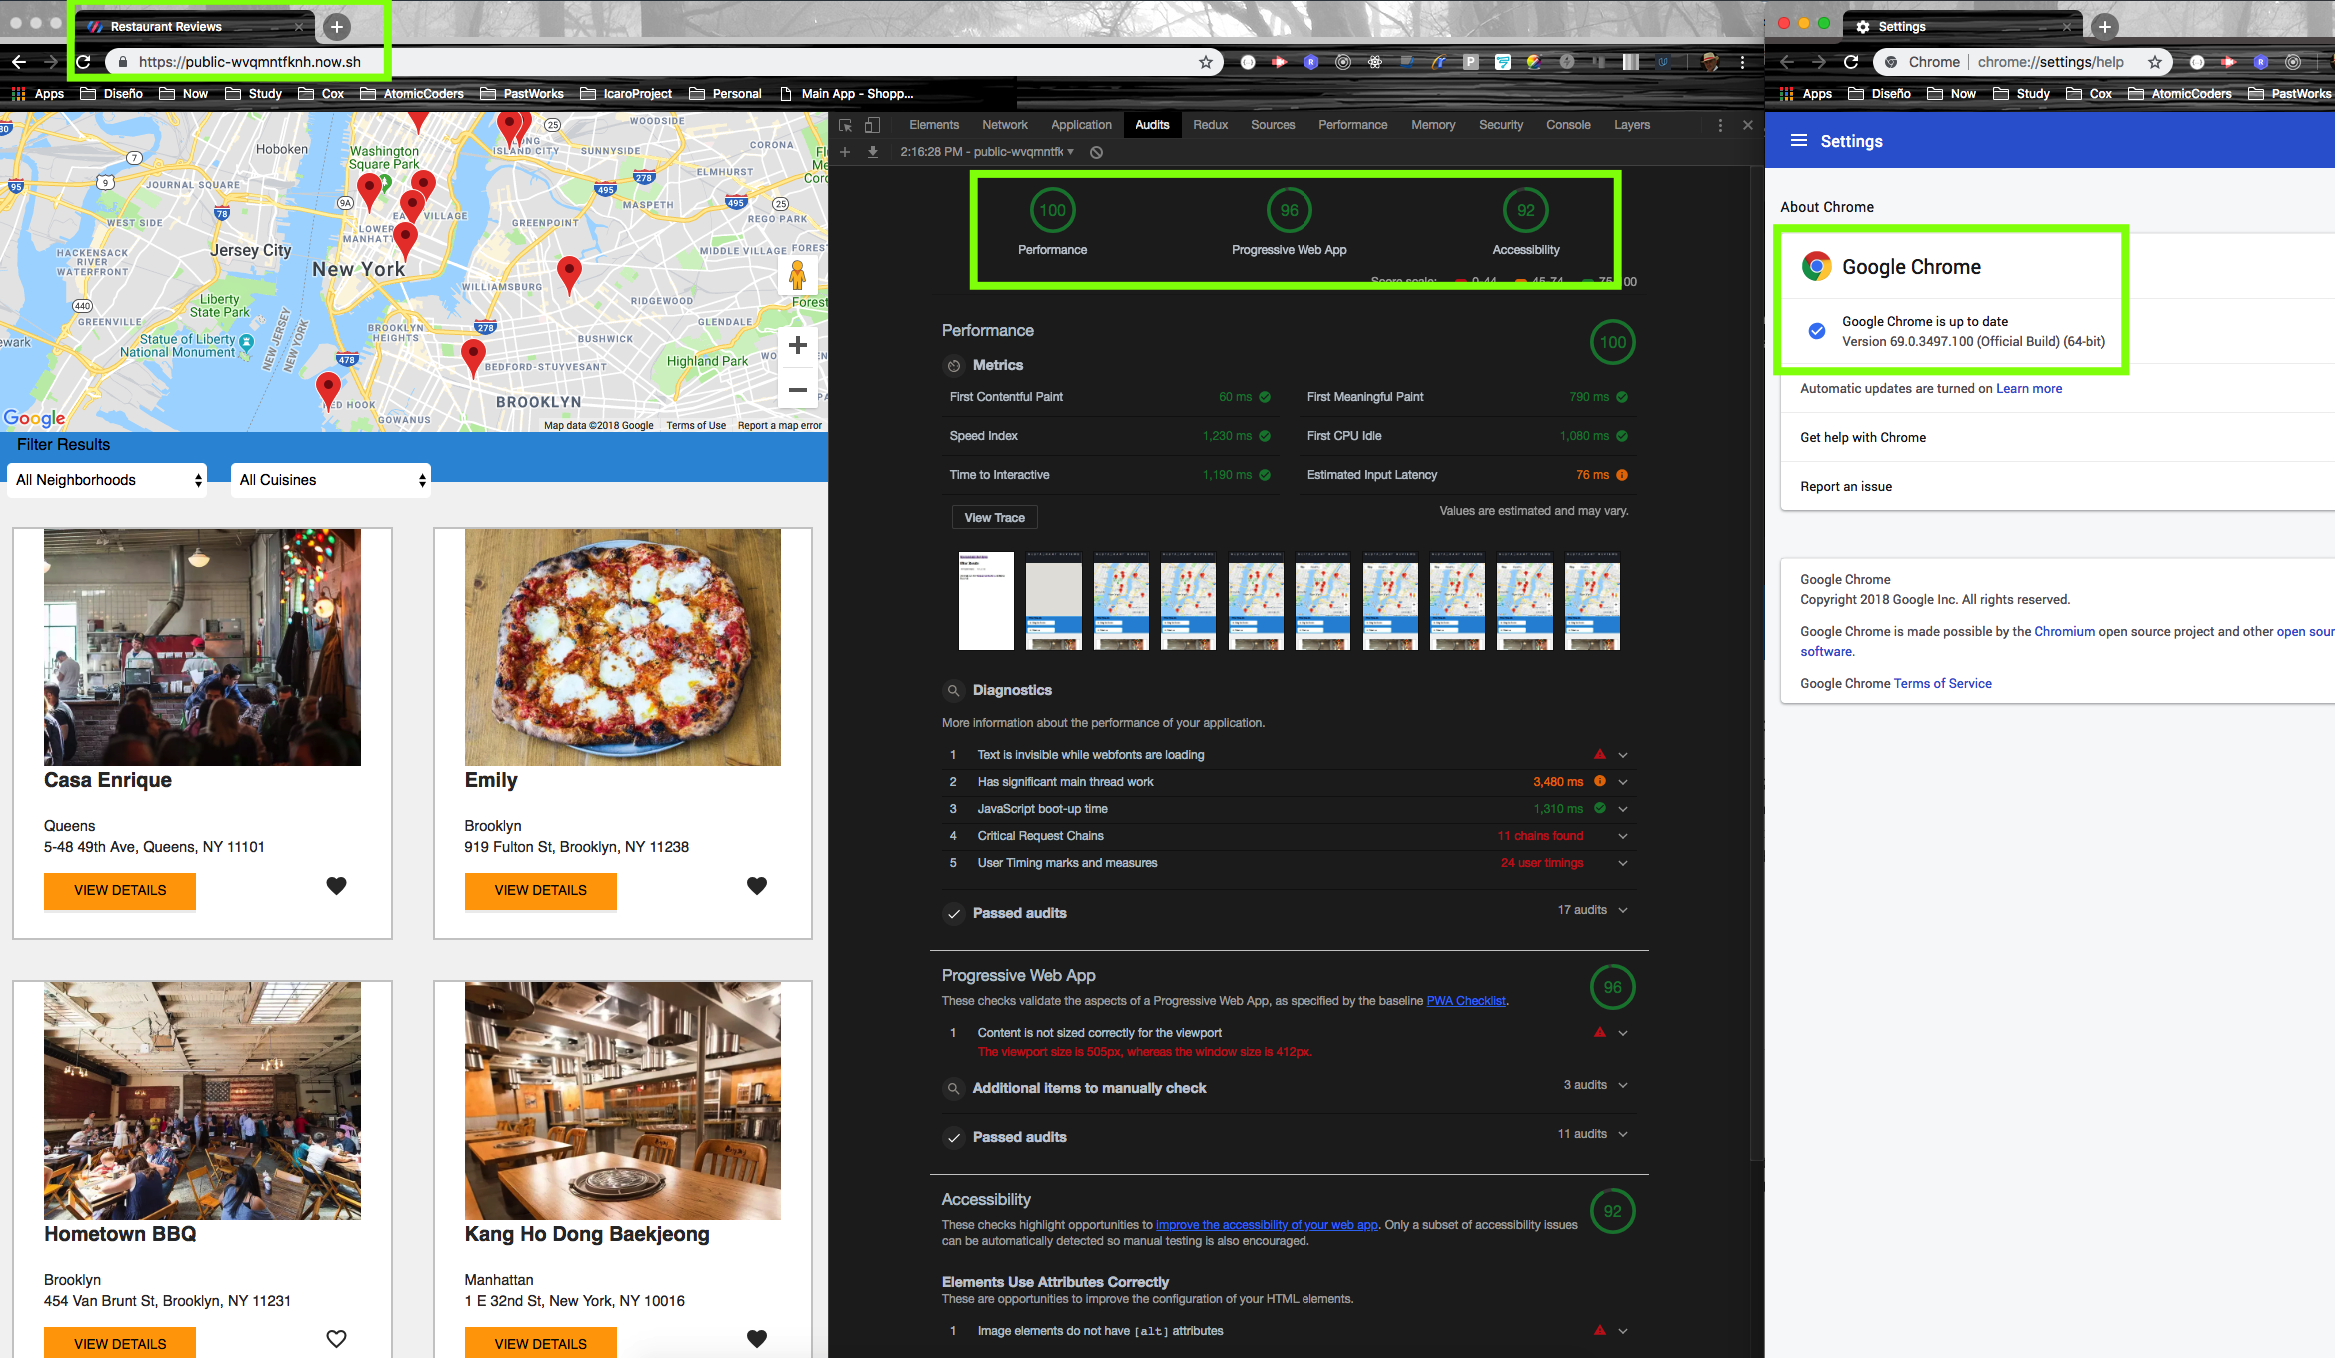 Restaurant Reviews
https://public-wvqmntfknh.now.sh
Apps Diseño Now Study Cox AtomicCoders PastWorks IcaroProject Personal Main App - Shopp...
WOODSIDE
25
Hoboken
Washington
Square Park
LONG
ISLAND CITY
SUNNYSIDE
CORONA
7
495
278
ELMHURST
95
9
JOURNAL SQUARE
9A
EAST VILLAGE
MASPETH
495
25
REGO PARK
WEST SIDE
78
GREENPOINT
LOWER
MANHATTAN
Jersey City
MIDDLE VILLAGE
FOREST
HACKENSACK
RIVER
WATERFRONT
New York
WILLIAMSBURG
RIDGEWOOD
Forest
440
Liberty
State Park
GREENVILLE
GLENDALE
278
BROOKLYN
HEIGHTS
BUSHWICK
Statue of Liberty
National Monument
NEW JERSEY
NEW YORK
478
Highland Park
BEDFORD-STUYVESANT
BROOKLYN
RED HOOK
GOWANUS
Google
Map data ©2018 Google Terms of Use Report a map error
Filter Results
All Neighborhoods All Cuisines
Casa Enrique
Queens
5-48 49th Ave, Queens, NY 11101
VIEW DETAILS
Emily
Brooklyn
919 Fulton St, Brooklyn, NY 11238
VIEW DETAILS
Hometown BBQ
Brooklyn
454 Van Brunt St, Brooklyn, NY 11231
VIEW DETAILS
Kang Ho Dong Baekjeong
Manhattan
1 E 32nd St, New York, NY 10016
VIEW DETAILS
Elements Network Application Audits Redux Sources Performance Memory Security Console Layers
2:16:28 PM - public-wvqmntfk
100 96 92
Performance Progressive Web App Accessibility
Score scale: 0-44 45-74 75-100
Performance 100
Metrics
First Contentful Paint 60 ms First Meaningful Paint 790 ms
Speed Index 1,230 ms First CPU Idle 1,080 ms
Time to Interactive 1,190 ms Estimated Input Latency 76 ms
View Trace Values are estimated and may vary.
Diagnostics
More information about the performance of your application.
1 Text is invisible while webfonts are loading
2 Has significant main thread work 3,480 ms
3 JavaScript boot-up time 1,310 ms
4 Critical Request Chains 11 chains found
5 User Timing marks and measures 24 user timings
Passed audits 17 audits
Progressive Web App 96
These checks validate the aspects of a Progressive Web App, as specified by the baseline PWA Checklist.
1 Content is not sized correctly for the viewport
The viewport size is 505px, whereas the window size is 412px.
Additional items to manually check 3 audits
Passed audits 11 audits
Accessibility 92
These checks highlight opportunities to improve the accessibility of your web app. Only a subset of accessibility issues
can be automatically detected so manual testing is also encouraged.
Elements Use Attributes Correctly
These are opportunities to improve the configuration of your HTML elements.
1 Image elements do not have [alt] attributes
Settings
Chrome | chrome://settings/help
Apps Diseño Now Study Cox AtomicCoders PastWorks
Settings
About Chrome
Google Chrome
Google Chrome is up to date
Version 69.0.3497.100 (Official Build) (64-bit)
Automatic updates are turned on Learn more
Get help with Chrome
Report an issue
Google Chrome
Copyright 2018 Google Inc. All rights reserved.
Google Chrome is made possible by the Chromium open source project and other open sour
software.
Google Chrome Terms of Service